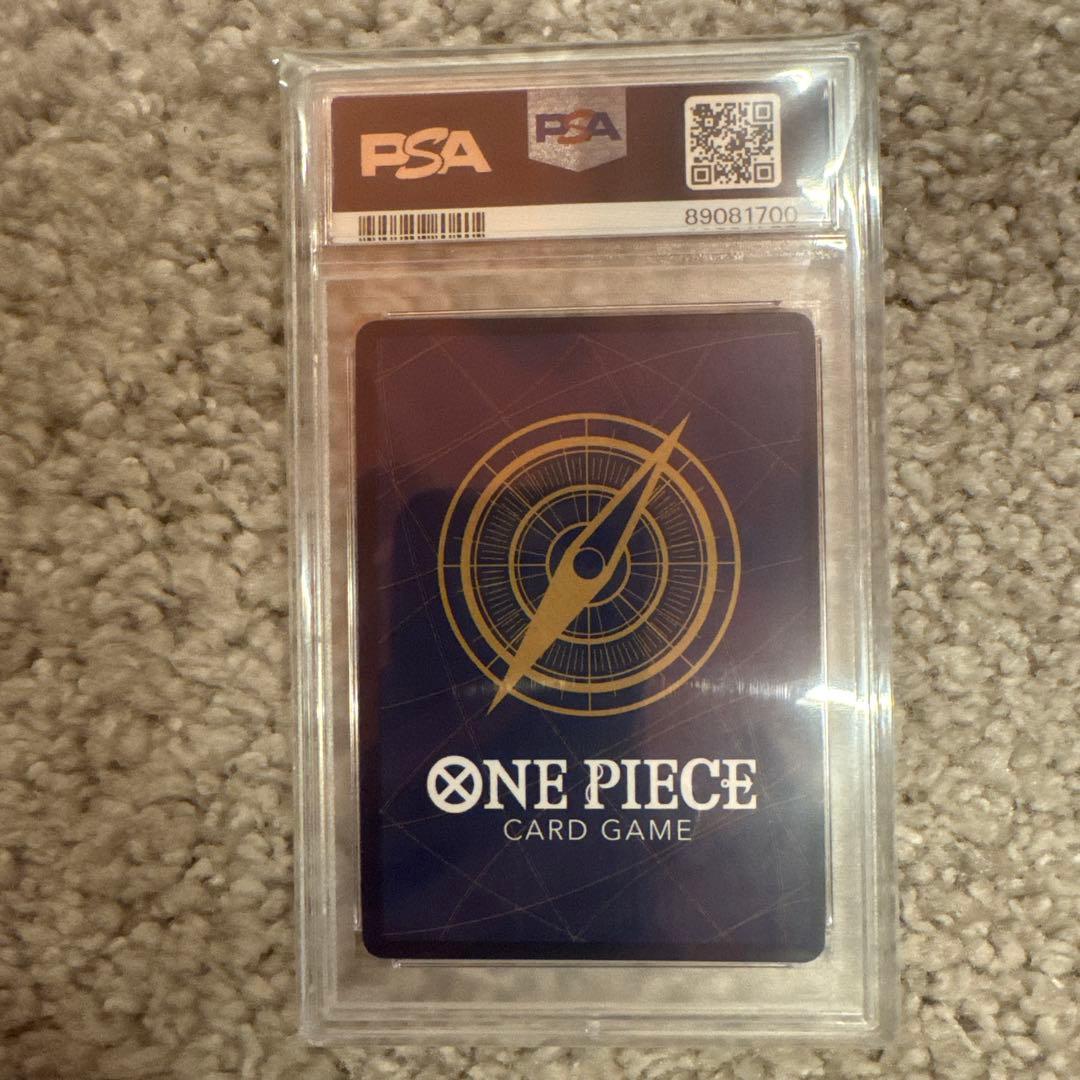 PSA
PSA
89081700
ONE PIECE
CARD GAME